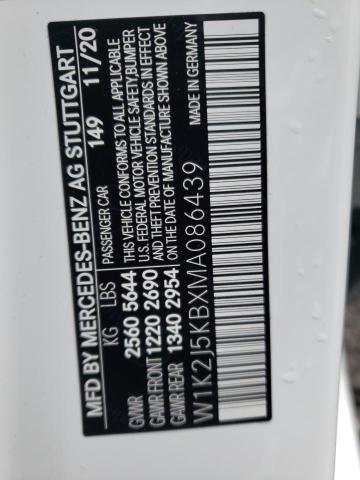 MFD BY MERCEDES-BENZ AG STUTTGART
KG LBS PASSENGER CAR 149 11/20
GVWR 2560 5644 THIS VEHICLE CONFORMS TO ALL APPLICABLE
U.S. FEDERAL MOTOR VEHICLE SAFETY, BUMPER
GAWR FRONT 1220 2690 AND THEFT PREVENTION STANDARDS IN EFFECT
GAWR REAR 1340 2954 ON THE DATE OF MANUFACTURE SHOWN ABOVE
W1K2J5KBXMA086439 MADE IN GERMANY